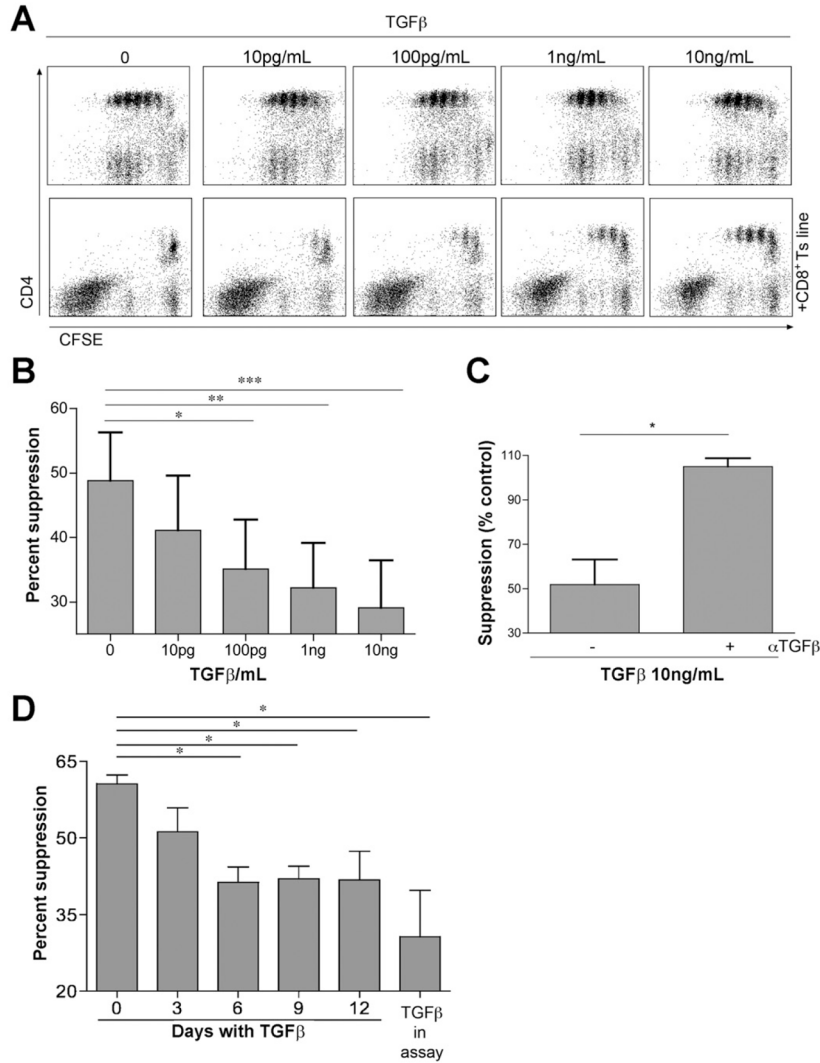 A
TGFβ
0 10pg/mL 100pg/mL 1ng/mL 10ng/mL
CD4
+CD8⁺ Ts line
CFSE
B
***
**
*
60
50
40
30
Percent suppression
0 10pg 100pg 1ng 10ng
TGFβ/mL
C
*
110
90
70
50
30
Suppression (% control)
- + αTGFβ
TGFβ 10ng/mL
D
*
*
*
*
65
50
35
20
Percent suppression
0 3 6 9 12 TGFβ
in
assay
Days with TGFβ